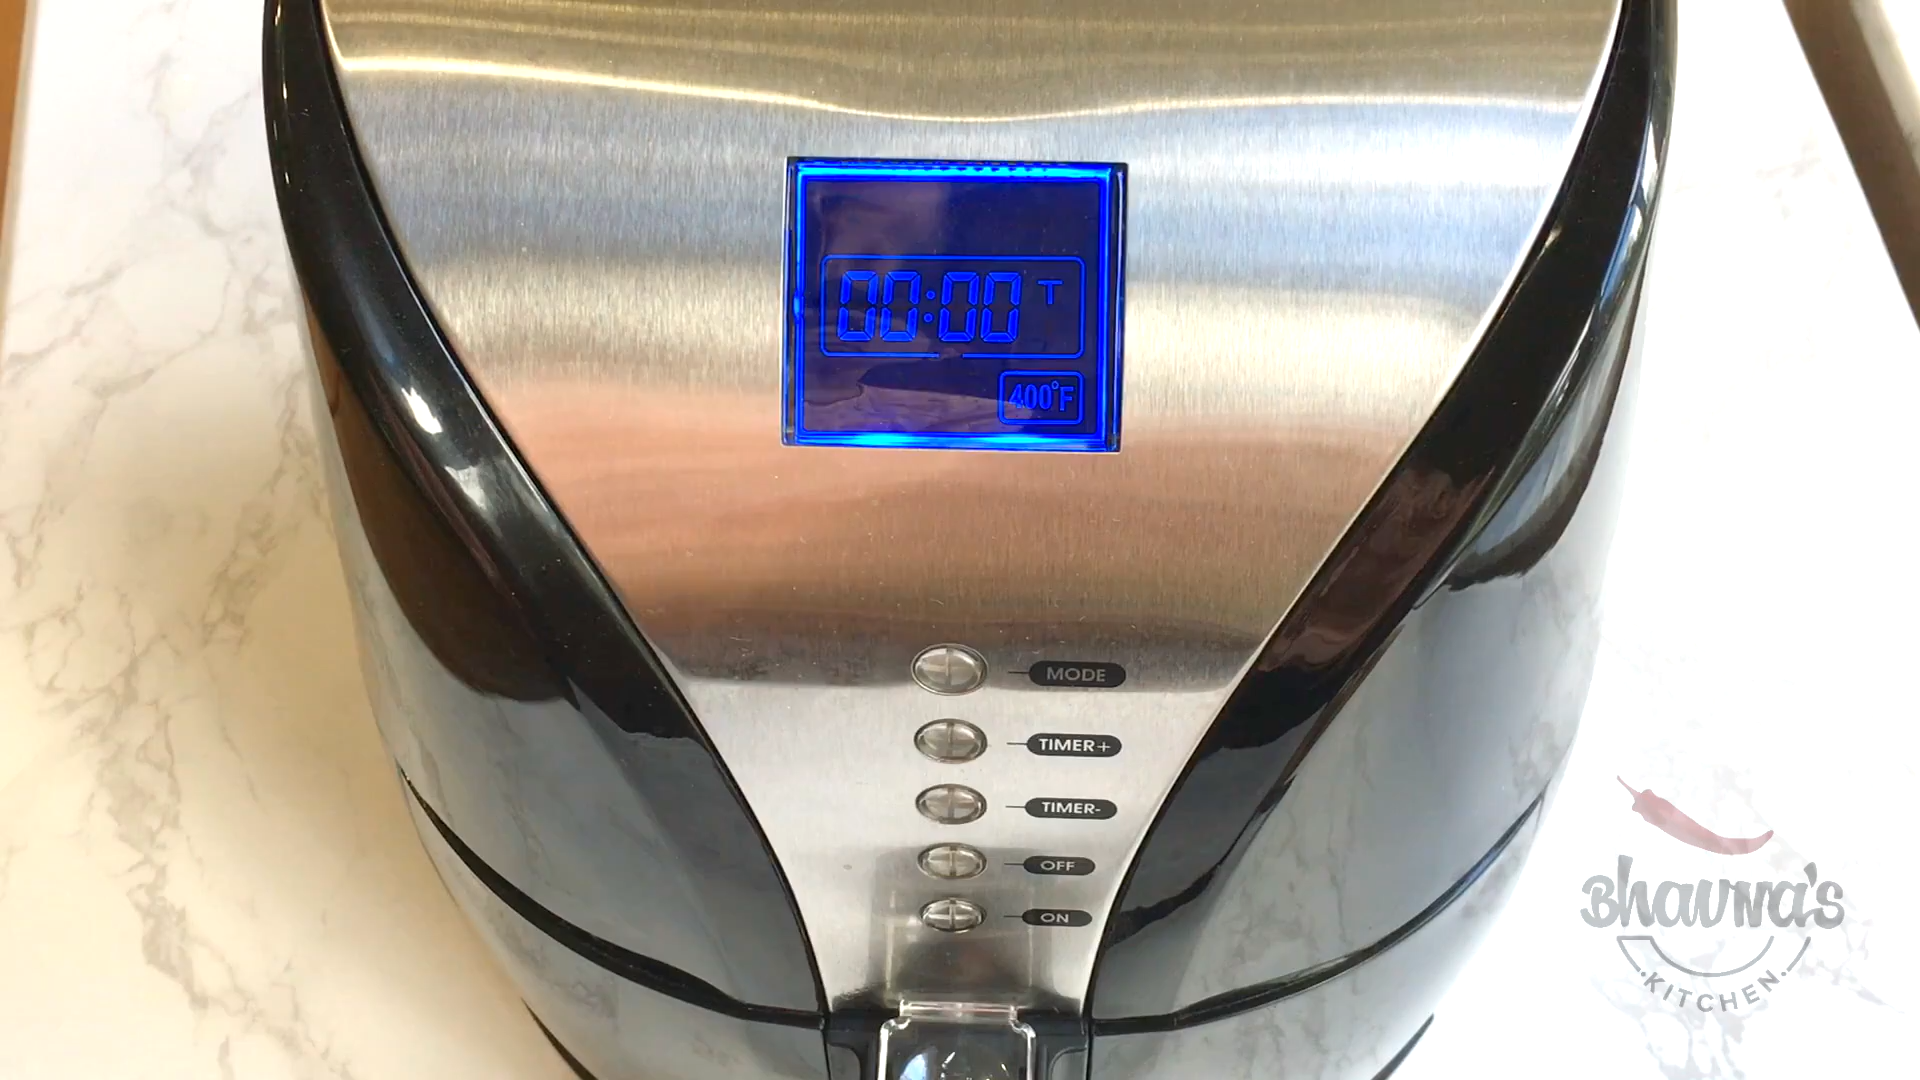 00:00 T
400°F
MODE
TIMER+
TIMER-
OFF
ON
Bhavna's
KITCHEN